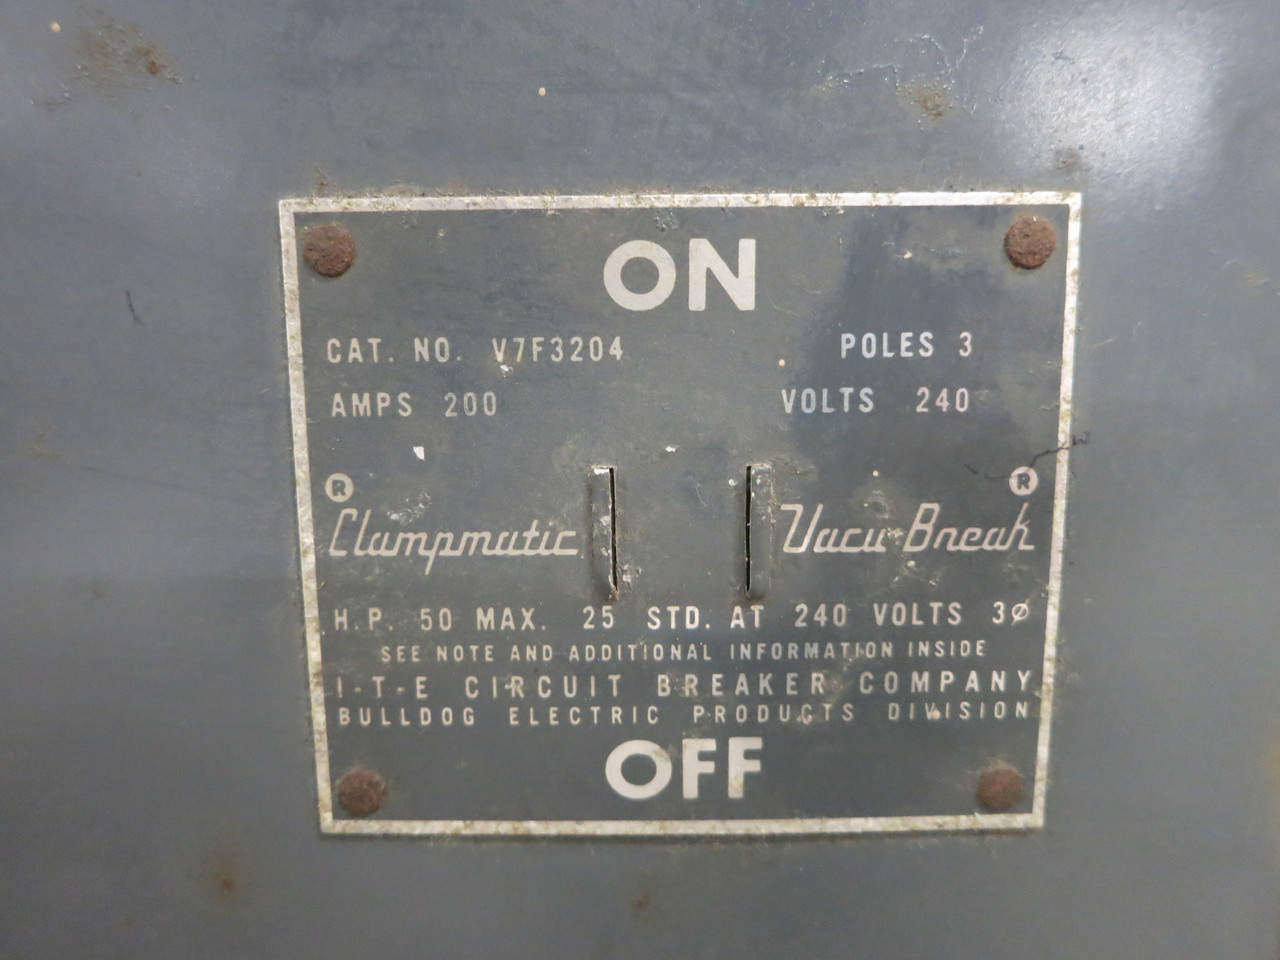 ON
CAT. NO. V7F3204 POLES 3
AMPS 200 VOLTS 240
® ®
Clampmatic Vacu-Break
H.P. 50 MAX. 25 STD. AT 240 VOLTS 3Ø
SEE NOTE AND ADDITIONAL INFORMATION INSIDE
I-T-E CIRCUIT BREAKER COMPANY
BULLDOG ELECTRIC PRODUCTS DIVISION
OFF